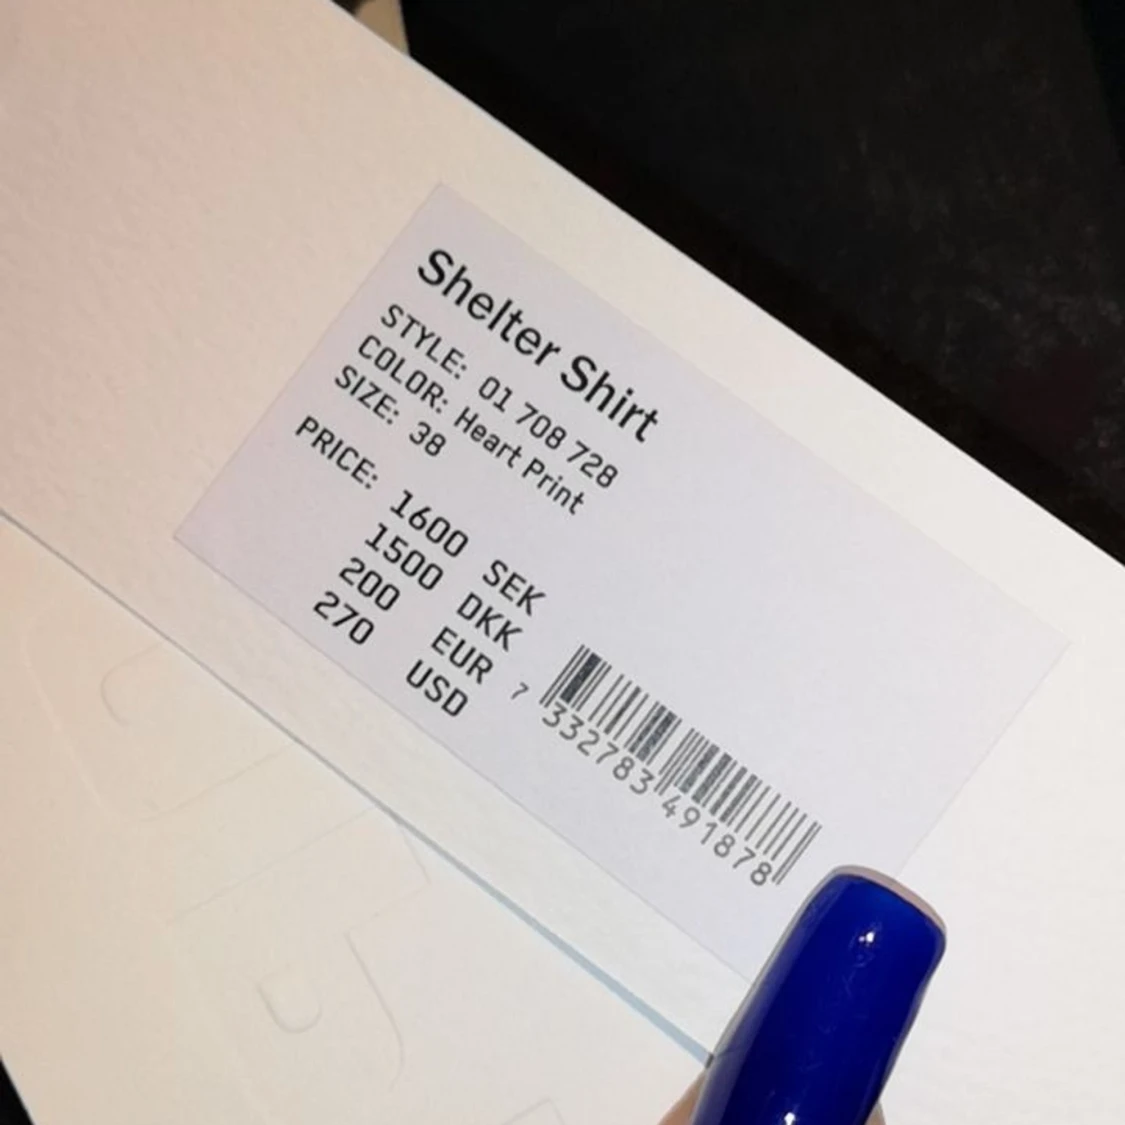 Shelter Shirt
STYLE: 01 708 728
COLOR: Heart Print
SIZE: 38
PRICE: 1600 SEK
1500 DKK
200 EUR
270 USD
7 332783 491878